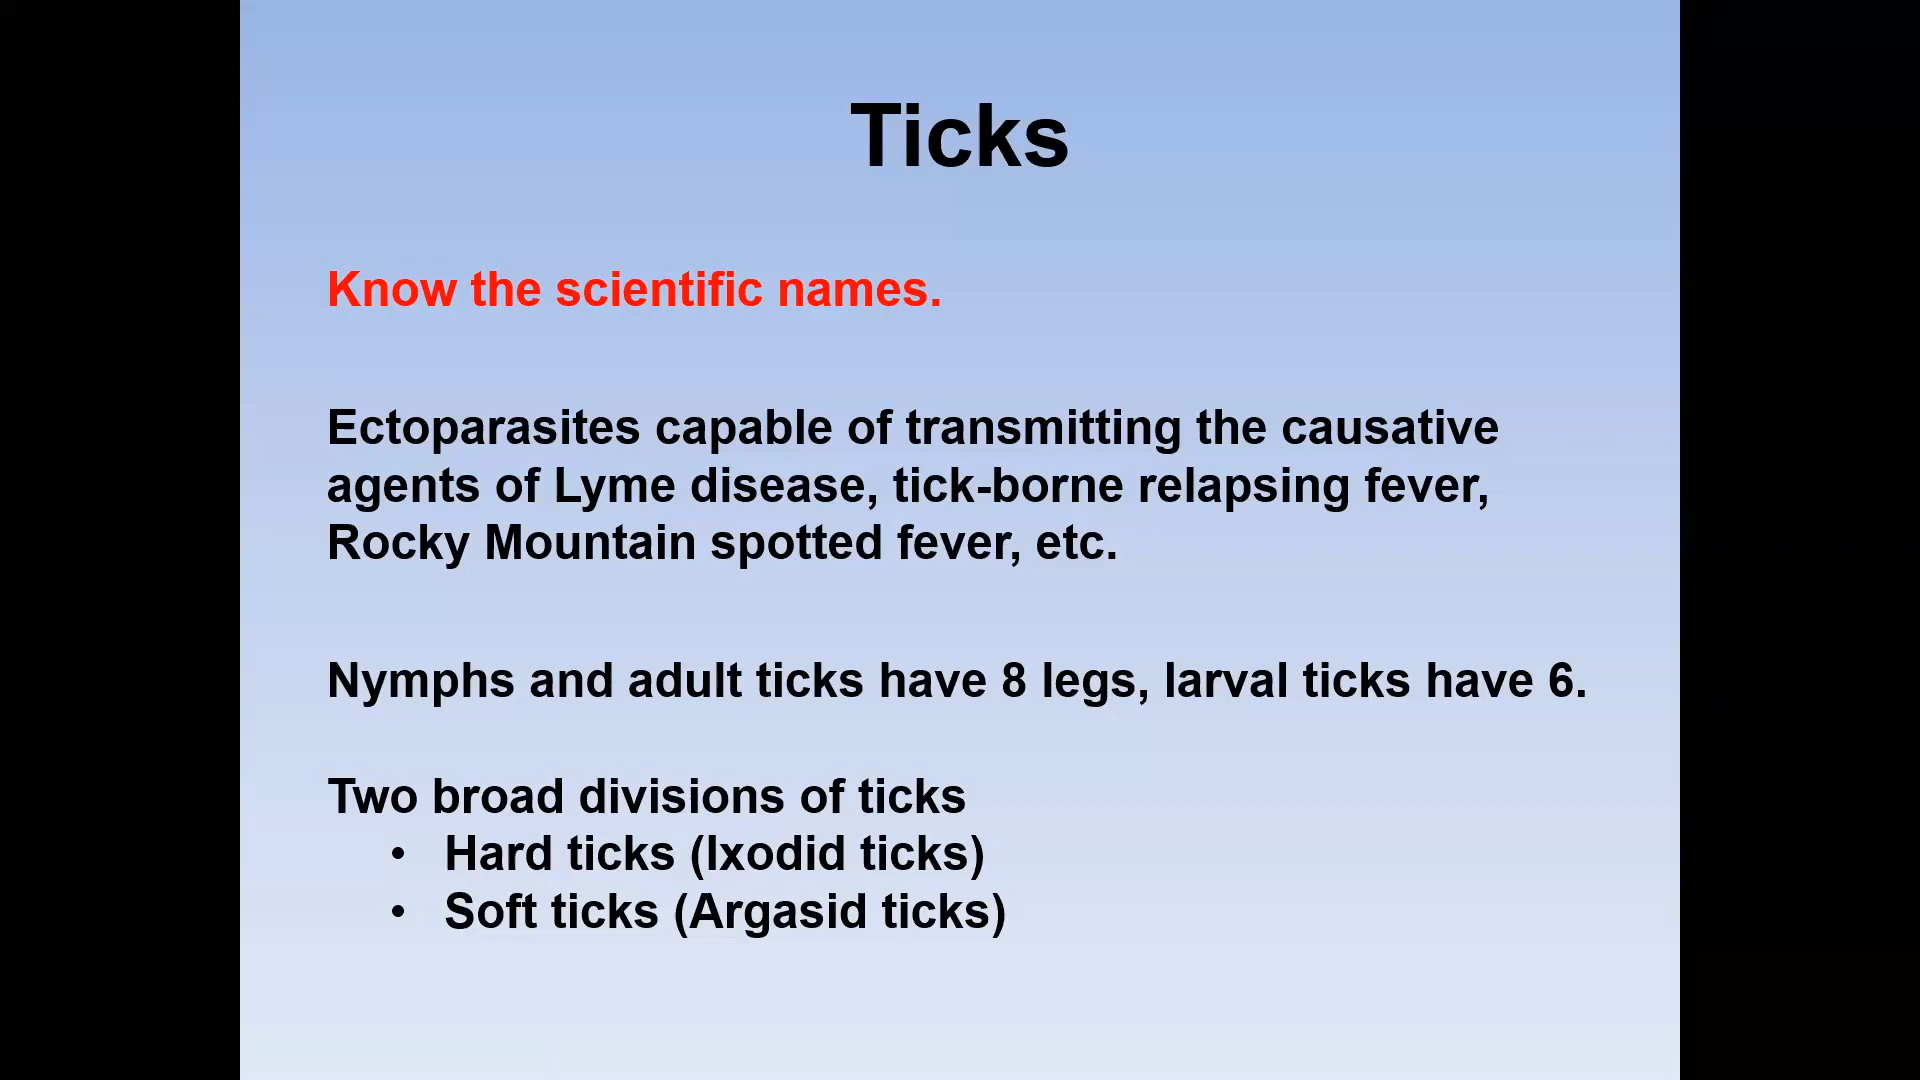 Ticks
Know the scientific names.
Ectoparasites capable of transmitting the causative
agents of Lyme disease, tick-borne relapsing fever,
Rocky Mountain spotted fever, etc.
Nymphs and adult ticks have 8 legs, larval ticks have 6.
Two broad divisions of ticks
• Hard ticks (Ixodid ticks)
• Soft ticks (Argasid ticks)